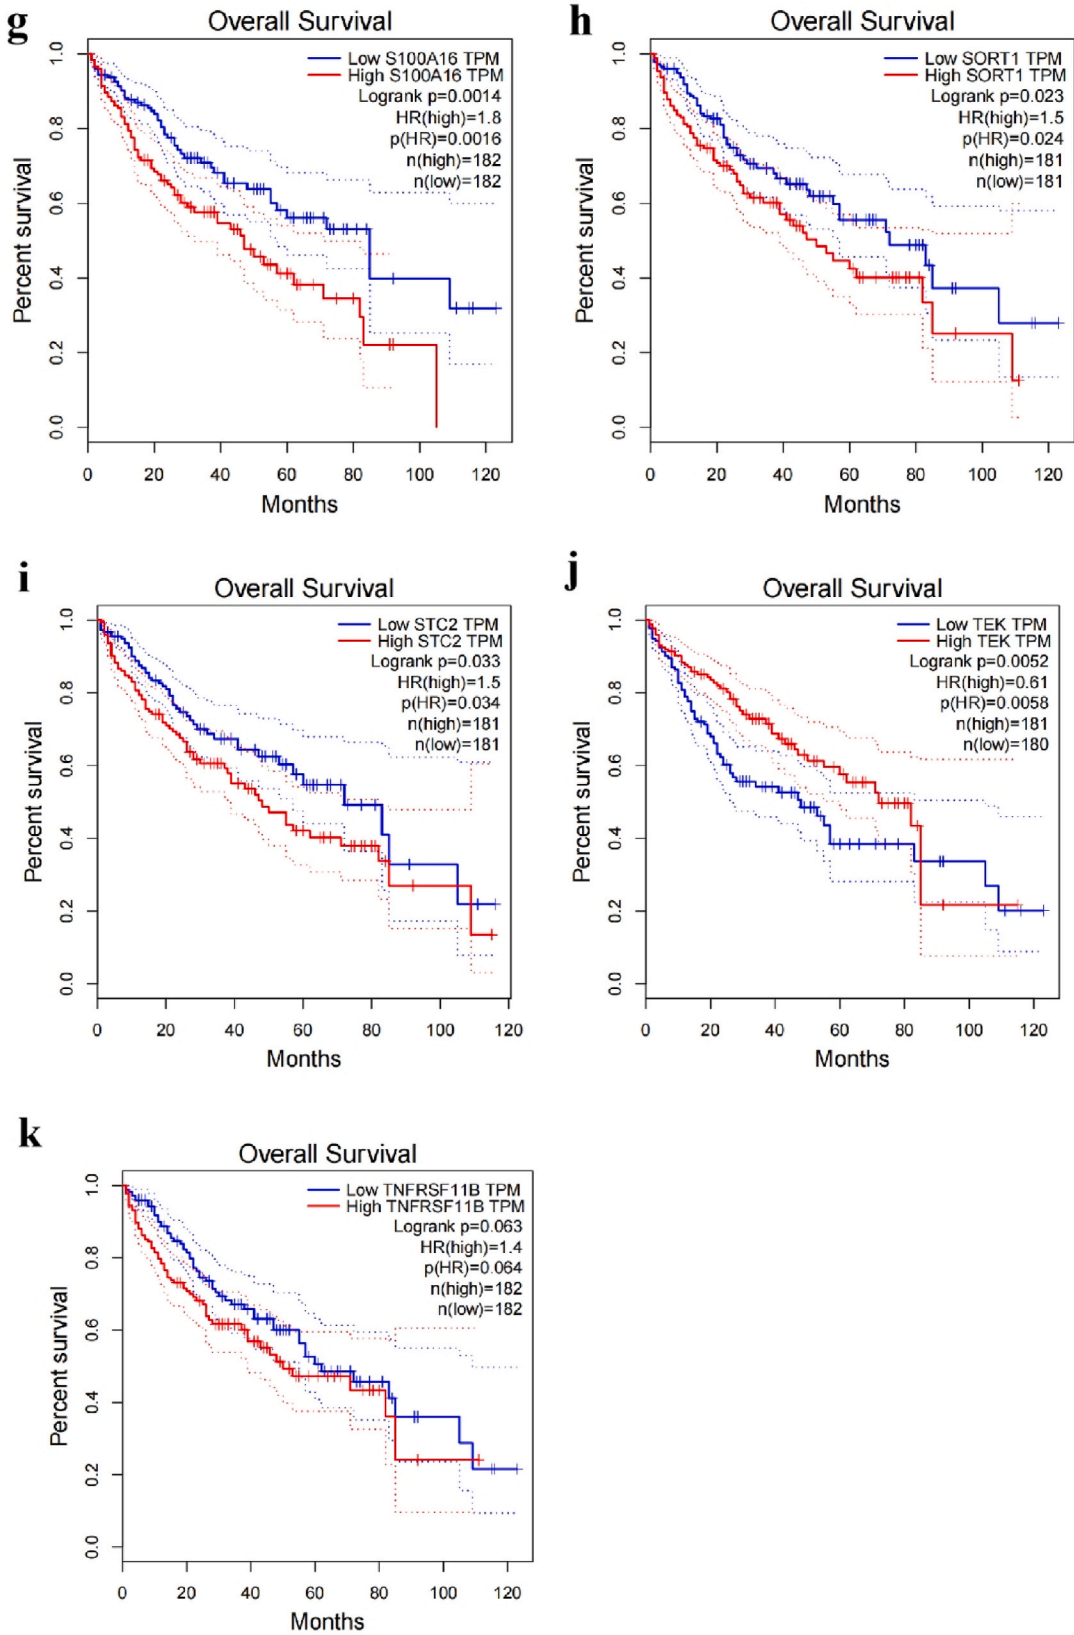 g
Overall Survival
Low S100A16 TPM
High S100A16 TPM
Logrank p=0.0014
HR(high)=1.8
p(HR)=0.0016
n(high)=182
n(low)=182
Percent survival
1.0
0.8
0.6
0.4
0.2
0.0
0 20 40 60 80 100 120
Months
h
Overall Survival
Low SORT1 TPM
High SORT1 TPM
Logrank p=0.023
HR(high)=1.5
p(HR)=0.024
n(high)=181
n(low)=181
Percent survival
1.0
0.8
0.6
0.4
0.2
0.0
0 20 40 60 80 100 120
Months
i
Overall Survival
Low STC2 TPM
High STC2 TPM
Logrank p=0.033
HR(high)=1.5
p(HR)=0.034
n(high)=181
n(low)=181
Percent survival
1.0
0.8
0.6
0.4
0.2
0.0
0 20 40 60 80 100 120
Months
j
Overall Survival
Low TEK TPM
High TEK TPM
Logrank p=0.0052
HR(high)=0.61
p(HR)=0.0058
n(high)=181
n(low)=180
Percent survival
1.0
0.8
0.6
0.4
0.2
0.0
0 20 40 60 80 100 120
Months
k
Overall Survival
Low TNFRSF11B TPM
High TNFRSF11B TPM
Logrank p=0.063
HR(high)=1.4
p(HR)=0.064
n(high)=182
n(low)=182
Percent survival
1.0
0.8
0.6
0.4
0.2
0.0
0 20 40 60 80 100 120
Months